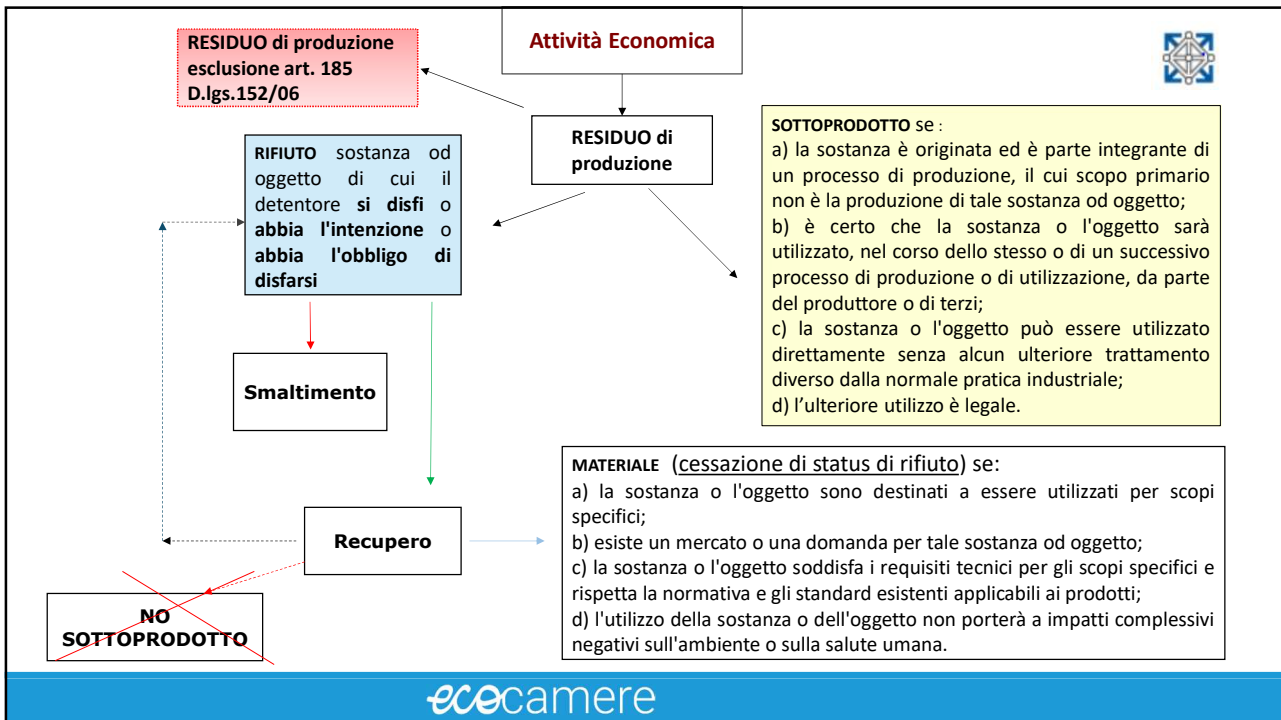 Attività Economica
RESIDUO di produzione
esclusione art. 185
D.lgs.152/06
RESIDUO di
produzione
RIFIUTO sostanza od
oggetto di cui il
detentore si disfi o
abbia l'intenzione o
abbia l'obbligo di
disfarsi
SOTTOPRODOTTO se :
a) la sostanza è originata ed è parte integrante di
un processo di produzione, il cui scopo primario
non è la produzione di tale sostanza od oggetto;
b) è certo che la sostanza o l'oggetto sarà
utilizzato, nel corso dello stesso o di un successivo
processo di produzione o di utilizzazione, da parte
del produttore o di terzi;
c) la sostanza o l'oggetto può essere utilizzato
direttamente senza alcun ulteriore trattamento
diverso dalla normale pratica industriale;
d) l’ulteriore utilizzo è legale.
Smaltimento
Recupero
MATERIALE (cessazione di status di rifiuto) se:
a) la sostanza o l'oggetto sono destinati a essere utilizzati per scopi
specifici;
b) esiste un mercato o una domanda per tale sostanza od oggetto;
c) la sostanza o l'oggetto soddisfa i requisiti tecnici per gli scopi specifici e
rispetta la normativa e gli standard esistenti applicabili ai prodotti;
d) l'utilizzo della sostanza o dell'oggetto non porterà a impatti complessivi
negativi sull'ambiente o sulla salute umana.
NO
SOTTOPRODOTTO
ecocamere